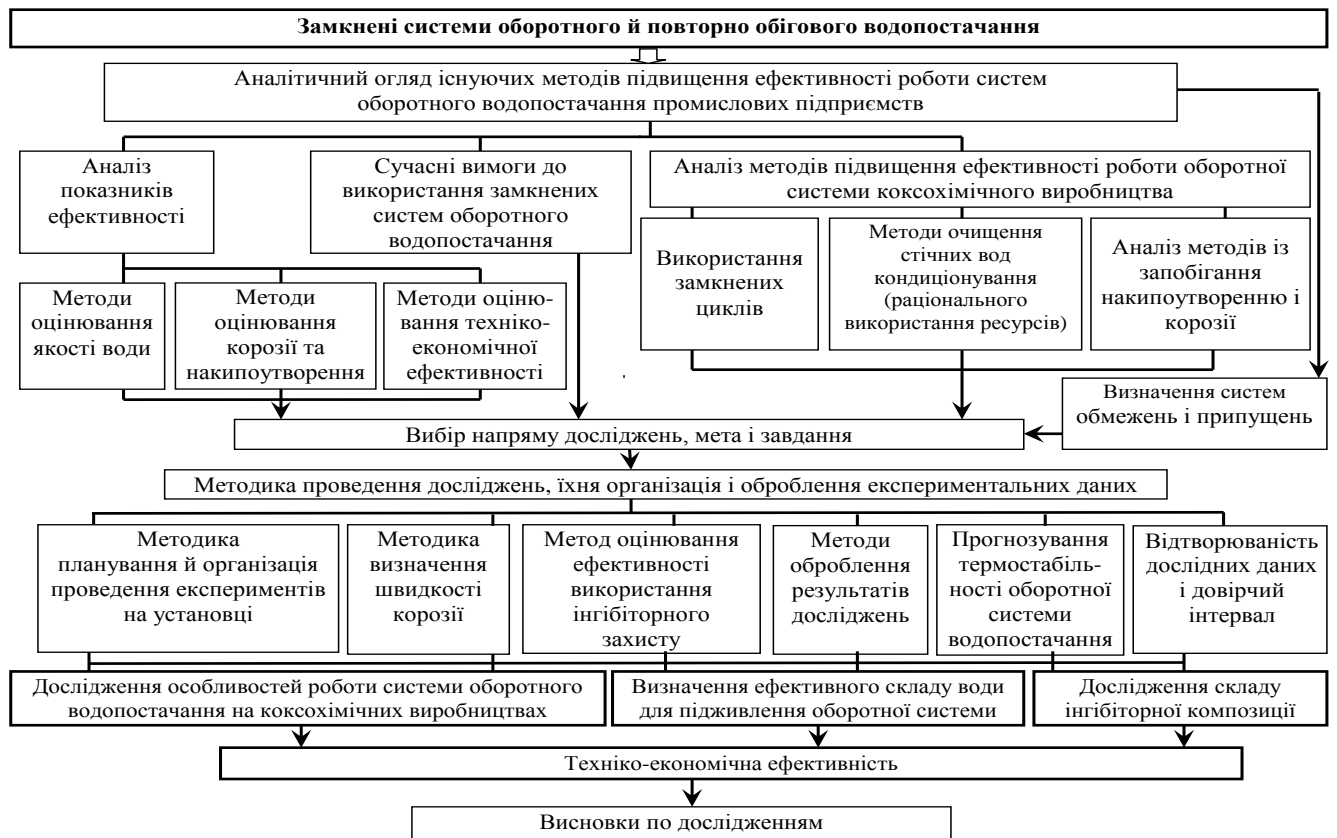 Замкнені системи оборотного й повторно обігового водопостачання
Аналітичний огляд існуючих методів підвищення ефективності роботи систем
оборотного водопостачання промислових підприємств
Аналіз
показників
ефективності
Сучасні вимоги до
використання замкнених
систем оборотного
водопостачання
Аналіз методів підвищення ефективності роботи оборотної
системи коксохімічного виробництва
Методи
оцінювання
якості води
Методи
оцінювання
корозії та
накипоутворення
Методи оціню-
вання техніко-
економічної
ефективності
Використання
замкнених
циклів
Методи очищення
стічних вод
кондиціонування
(раціонального
використання ресурсів)
Аналіз методів із
запобігання
накипоутворенню і
корозії
Визначення систем
обмежень і припущень
Вибір напряму досліджень, мета і завдання
Методика проведення досліджень, їхня організація і оброблення експериментальних даних
Методика
планування й організація
проведення експериментів
на установці
Методика
визначення
швидкості
корозії
Метод оцінювання
ефективності
використання
інгібіторного
захисту
Методи
оброблення
результатів
досліджень
Прогнозування
термостабіль-
ності оборотної
системи
водопостачання
Відтворюваність
дослідних даних
і довірчий
інтервал
Дослідження особливостей роботи системи оборотного
водопостачання на коксохімічних виробництвах
Визначення ефективного складу води
для підживлення оборотної системи
Дослідження складу
інгібіторної композиції
Техніко-економічна ефективність
Висновки по дослідженням